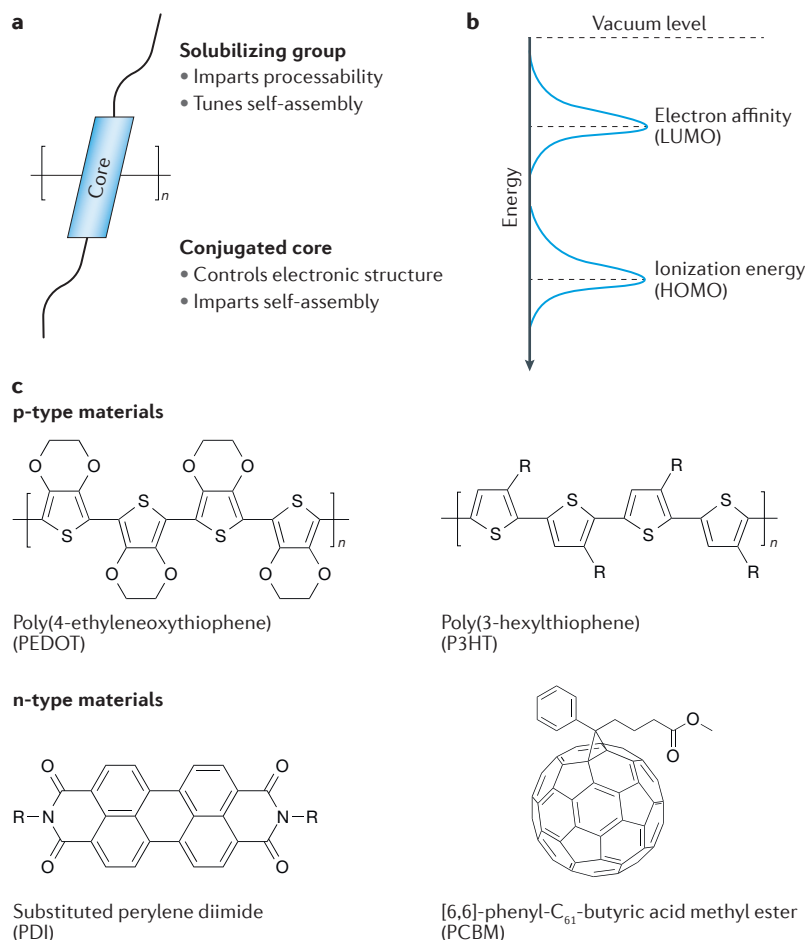 a
Solubilizing group
• Imparts processability
• Tunes self-assembly
Core
n
Conjugated core
• Controls electronic structure
• Imparts self-assembly
b
Vacuum level
Energy
Electron affinity
(LUMO)
Ionization energy
(HOMO)
c
p-type materials
O O O O
S S
S S
n
O O O O
Poly(4-ethyleneoxythiophene)
(PEDOT)
R R
S S
S S
n
R R
Poly(3-hexylthiophene)
(P3HT)
n-type materials
O O
R N N R
O O
Substituted perylene diimide
(PDI)
O
O
[6,6]-phenyl-C61-butyric acid methyl ester
(PCBM)